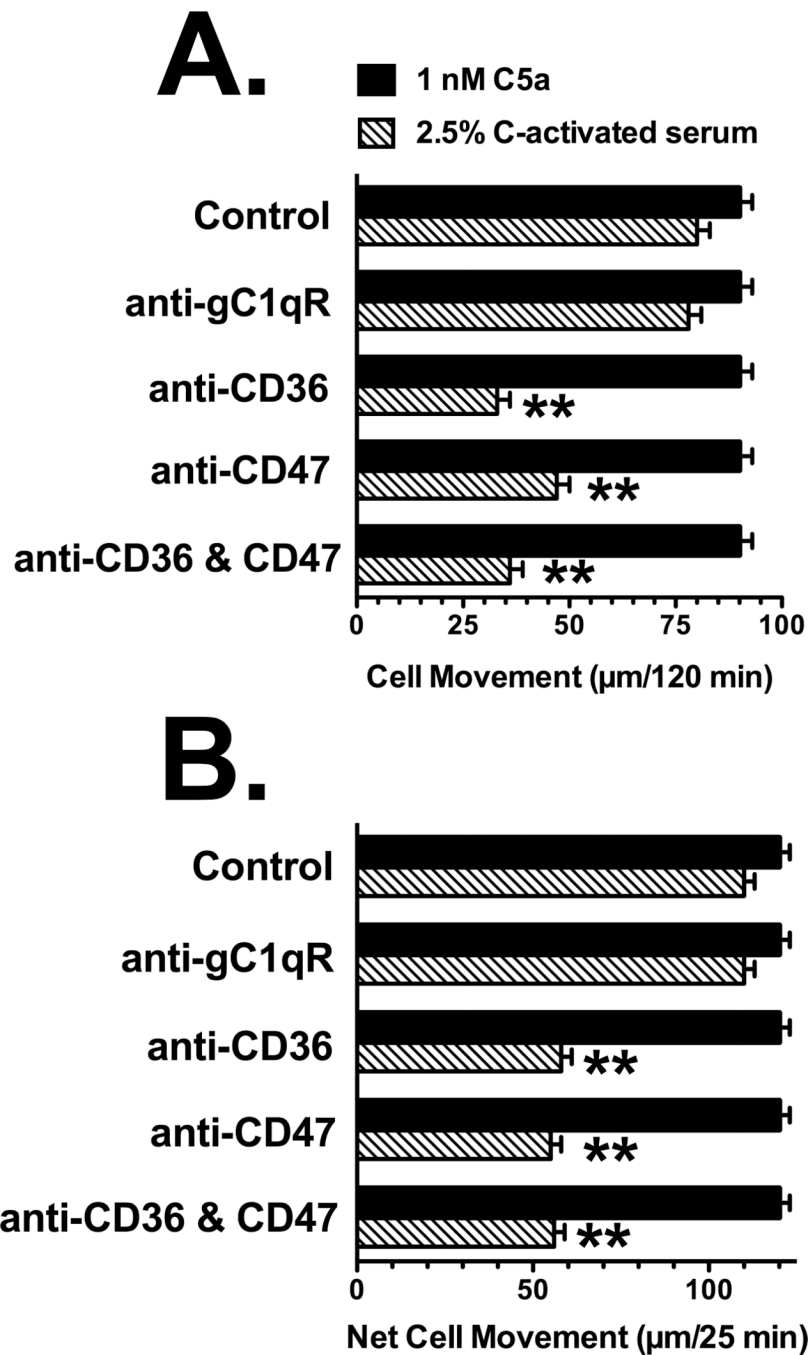 A.
1 nM C5a
2.5% C-activated serum
Control
anti-gC1qR
anti-CD36
**
anti-CD47
**
anti-CD36 & CD47
**
0 25 50 75 100
Cell Movement (µm/120 min)
B.
Control
anti-gC1qR
anti-CD36
**
anti-CD47
**
anti-CD36 & CD47
**
0 50 100
Net Cell Movement (µm/25 min)